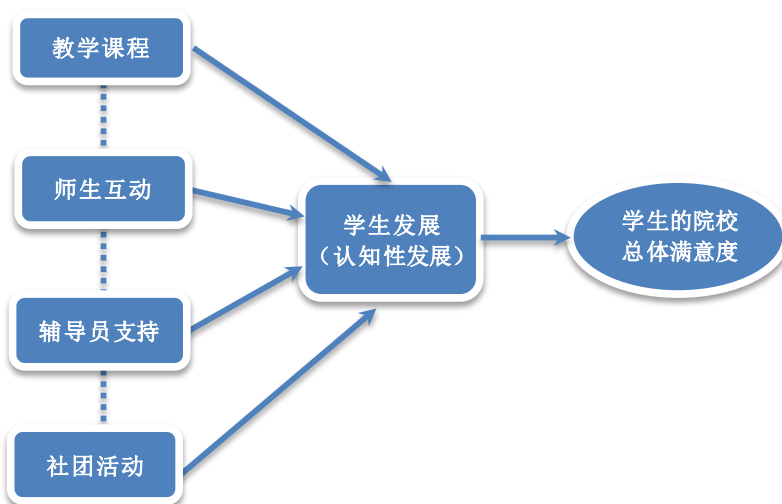 教学课程
师生互动
辅导员支持
社团活动
学生发展
（认知性发展）
学生的院校
总体满意度